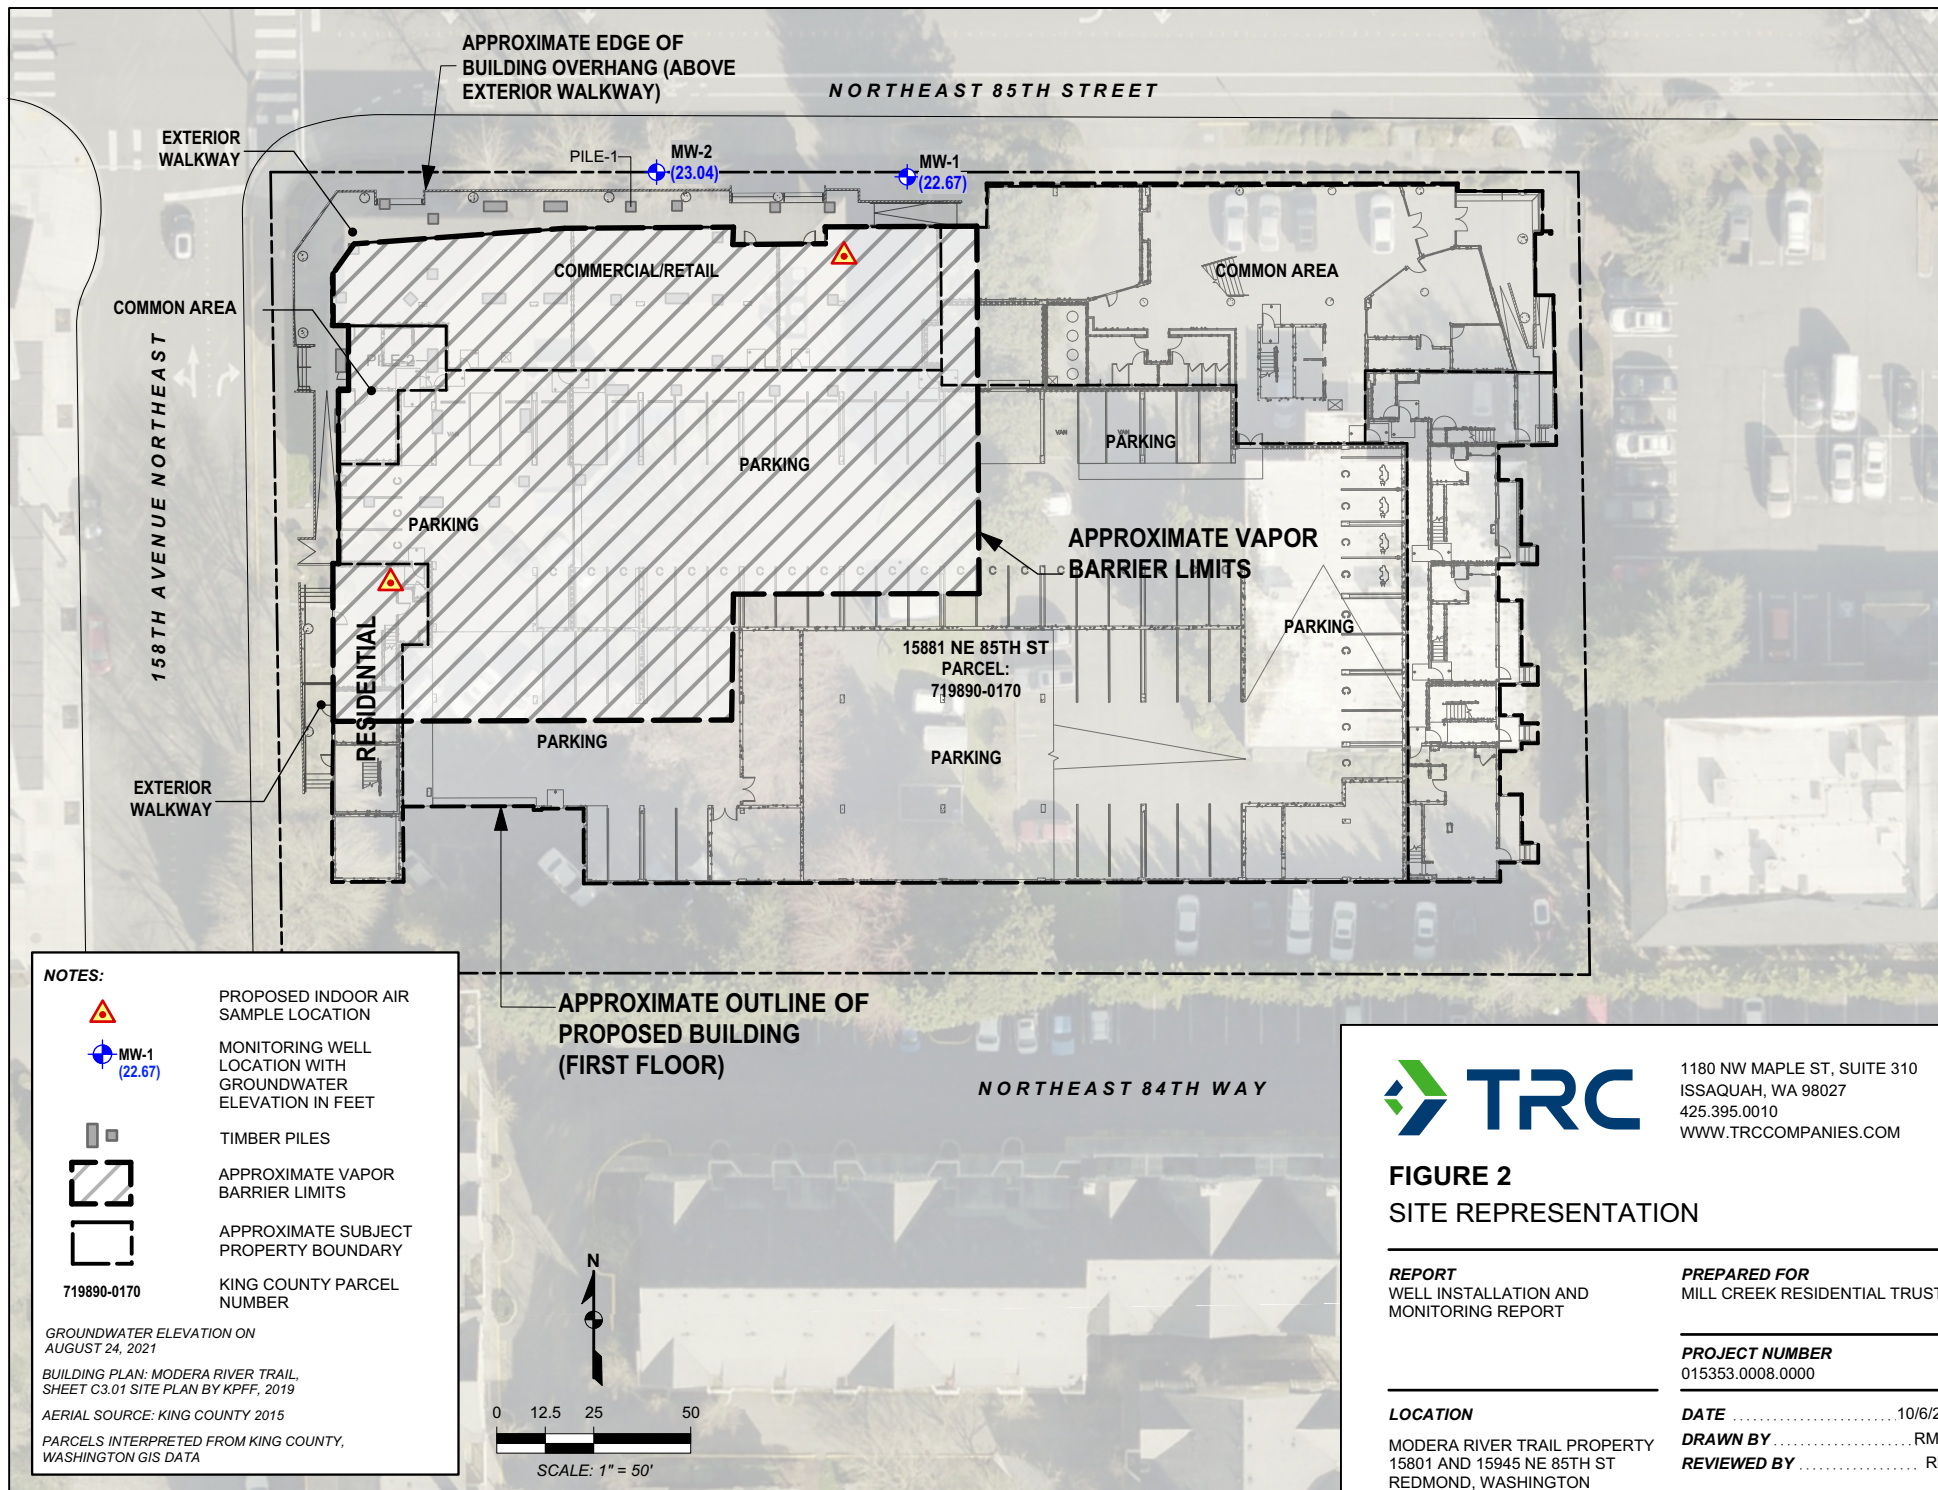 APPROXIMATE EDGE OF
BUILDING OVERHANG (ABOVE
EXTERIOR WALKWAY)
NORTHEAST 85TH STREET
EXTERIOR
WALKWAY
PILE-1
MW-2
(23.04)
MW-1
(22.67)
COMMERCIAL/RETAIL
COMMON AREA
COMMON AREA
PILE-2
158TH AVENUE NORTHEAST
VAN
VAN
VAN
PARKING
PARKING
PARKING
APPROXIMATE VAPOR
BARRIER LIMITS
PARKING
RESIDENTIAL
15881 NE 85TH ST
PARCEL:
719890-0170
PARKING
PARKING
EXTERIOR
WALKWAY
APPROXIMATE OUTLINE OF
PROPOSED BUILDING
(FIRST FLOOR)
NORTHEAST 84TH WAY
NOTES:
PROPOSED INDOOR AIR
SAMPLE LOCATION
MW-1
(22.67)
MONITORING WELL
LOCATION WITH
GROUNDWATER
ELEVATION IN FEET
TIMBER PILES
APPROXIMATE VAPOR
BARRIER LIMITS
APPROXIMATE SUBJECT
PROPERTY BOUNDARY
719890-0170
KING COUNTY PARCEL
NUMBER
GROUNDWATER ELEVATION ON
AUGUST 24, 2021
BUILDING PLAN: MODERA RIVER TRAIL,
SHEET C3.01 SITE PLAN BY KPFF, 2019
AERIAL SOURCE: KING COUNTY 2015
PARCELS INTERPRETED FROM KING COUNTY,
WASHINGTON GIS DATA
N
0 12.5 25 50
SCALE: 1" = 50'
TRC
1180 NW MAPLE ST, SUITE 310
ISSAQUAH, WA 98027
425.395.0010
WWW.TRCCOMPANIES.COM
FIGURE 2
SITE REPRESENTATION
REPORT
WELL INSTALLATION AND
MONITORING REPORT
PREPARED FOR
MILL CREEK RESIDENTIAL TRUST
PROJECT NUMBER
015353.0008.0000
LOCATION
MODERA RIVER TRAIL PROPERTY
15801 AND 15945 NE 85TH ST
REDMOND, WASHINGTON
DATE ........................ 10/6/2
DRAWN BY ..................... RM
REVIEWED BY .................. R